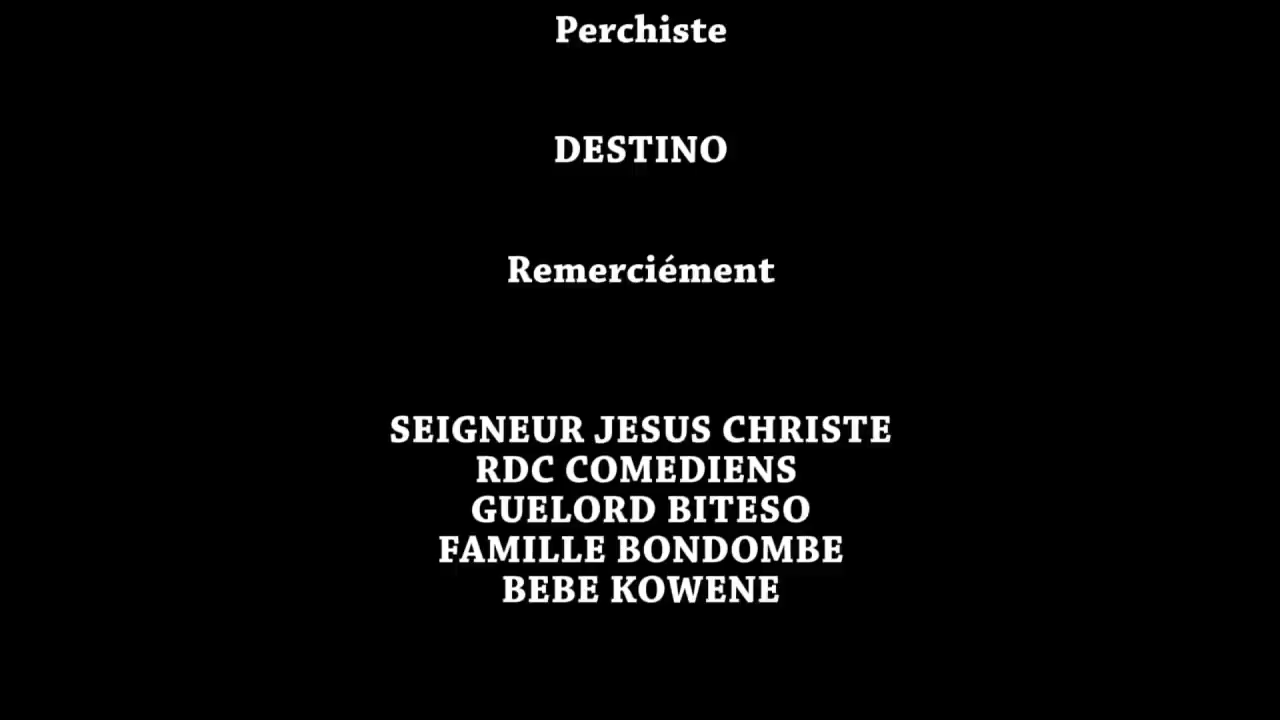 Perchiste
DESTINO
Remerciément
SEIGNEUR JESUS CHRISTE
RDC COMEDIENS
GUELORD BITESO
FAMILLE BONDOMBE
BEBE KOWENE